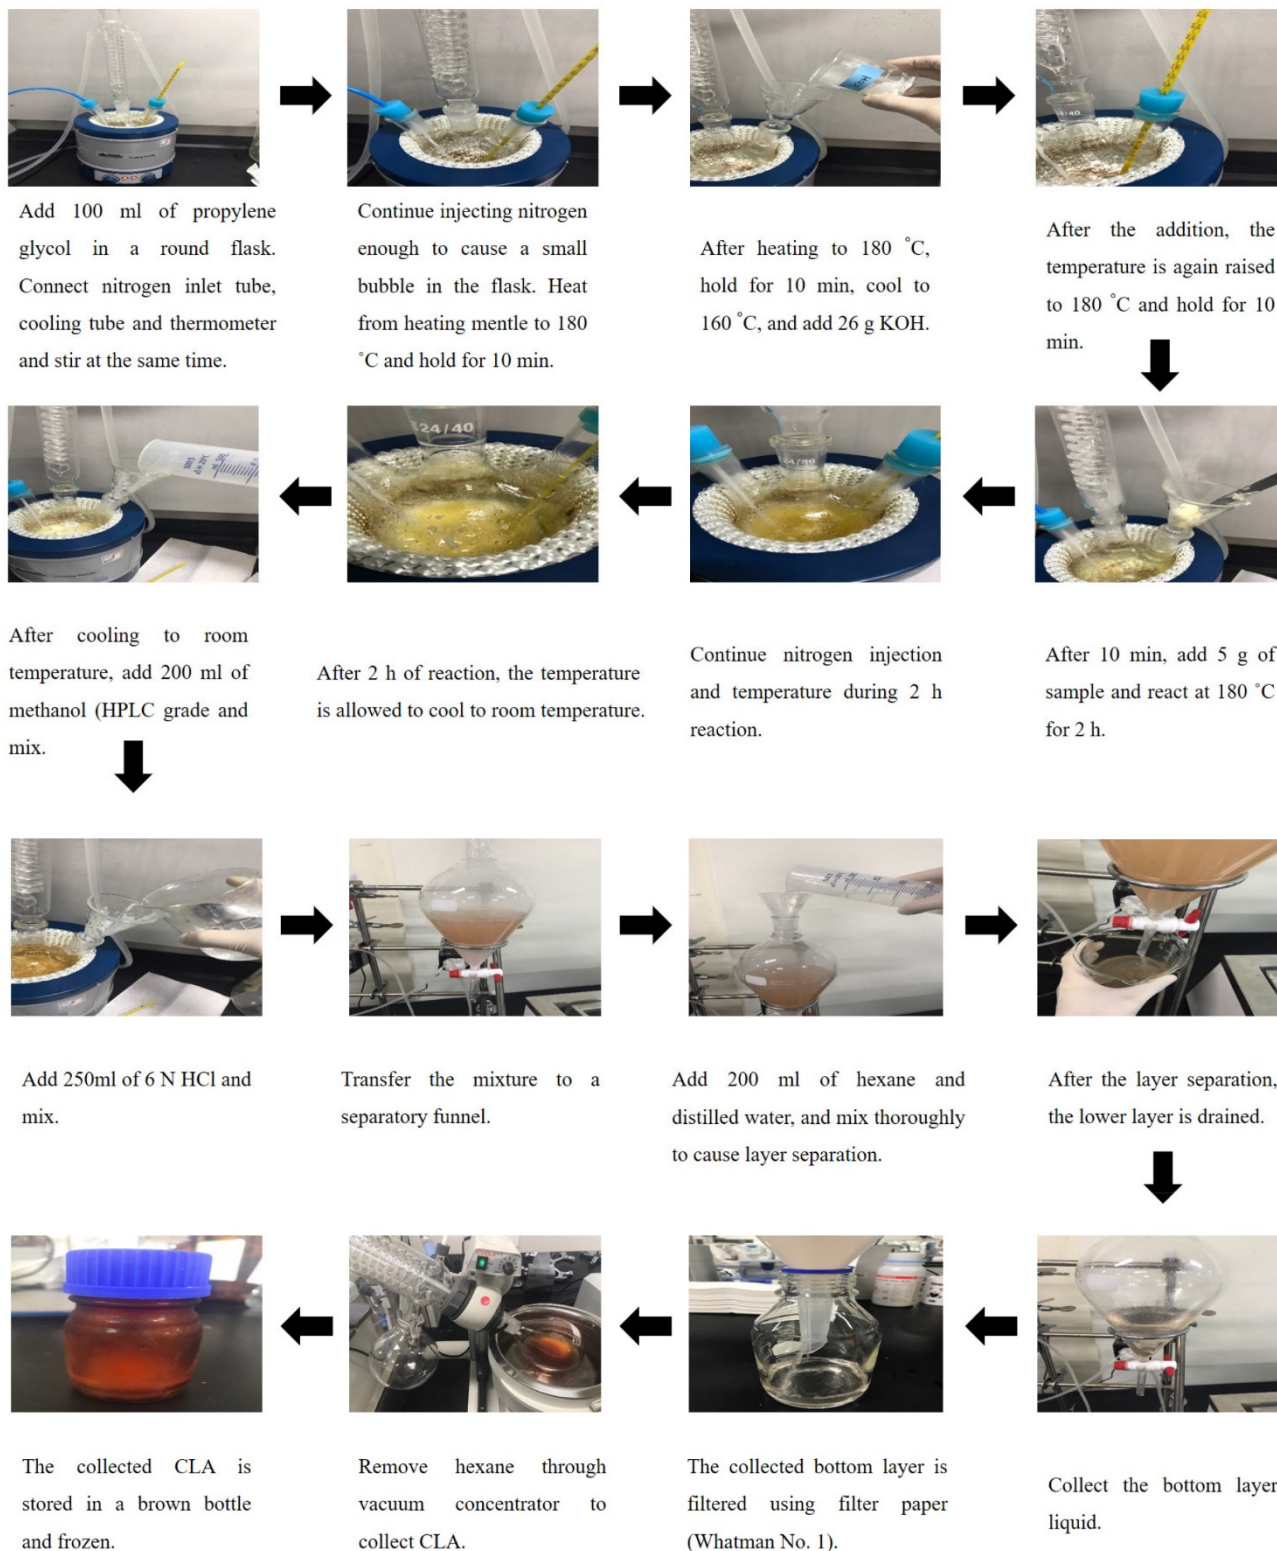 Add 100 ml of propylene
glycol in a round flask.
Connect nitrogen inlet tube,
cooling tube and thermometer
and stir at the same time.
Continue injecting nitrogen
enough to cause a small
bubble in the flask. Heat
from heating mentle to 180
˚C and hold for 10 min.
After heating to 180 ˚C,
hold for 10 min, cool to
160 ˚C, and add 26 g KOH.
After the addition, the
temperature is again raised
to 180 ˚C and hold for 10
min.
24/40
After 10 min, add 5 g of
sample and react at 180 ˚C
for 2 h.
Continue nitrogen injection
and temperature during 2 h
reaction.
After 2 h of reaction, the temperature
is allowed to cool to room temperature.
After cooling to room
temperature, add 200 ml of
methanol (HPLC grade and
mix.
Add 250ml of 6 N HCl and
mix.
Transfer the mixture to a
separatory funnel.
Add 200 ml of hexane and
distilled water, and mix thoroughly
to cause layer separation.
After the layer separation,
the lower layer is drained.
Collect the bottom layer
liquid.
The collected bottom layer is
filtered using filter paper
(Whatman No. 1).
Remove hexane through
vacuum concentrator to
collect CLA.
The collected CLA is
stored in a brown bottle
and frozen.